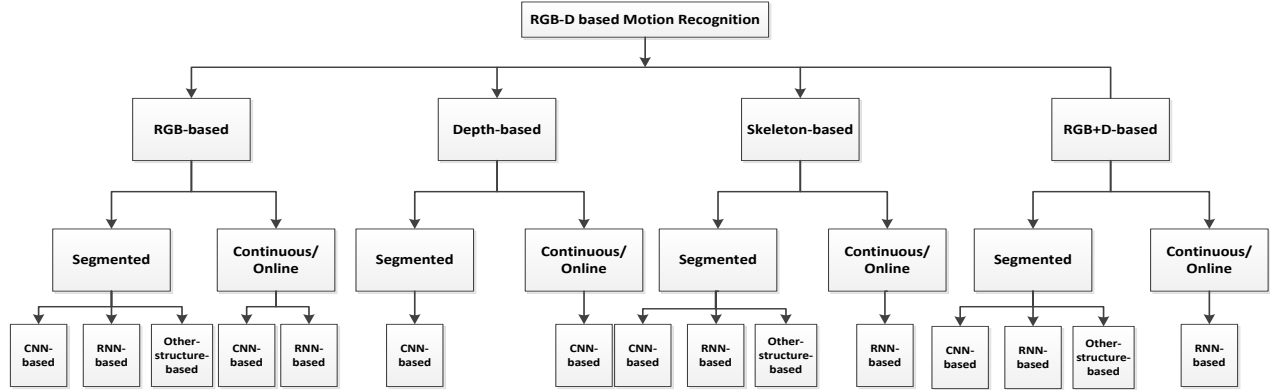 RGB-D based Motion Recognition
RGB-based
Depth-based
Skeleton-based
RGB+D-based
Segmented
Continuous/
Online
Segmented
Continuous/
Online
Segmented
Continuous/
Online
Segmented
Continuous/
Online
CNN-
based
RNN-
based
Other-
structure-
based
CNN-
based
RNN-
based
CNN-
based
CNN-
based
CNN-
based
RNN-
based
Other-
structure-
based
RNN-
based
CNN-
based
RNN-
based
Other-
structure-
based
RNN-
based